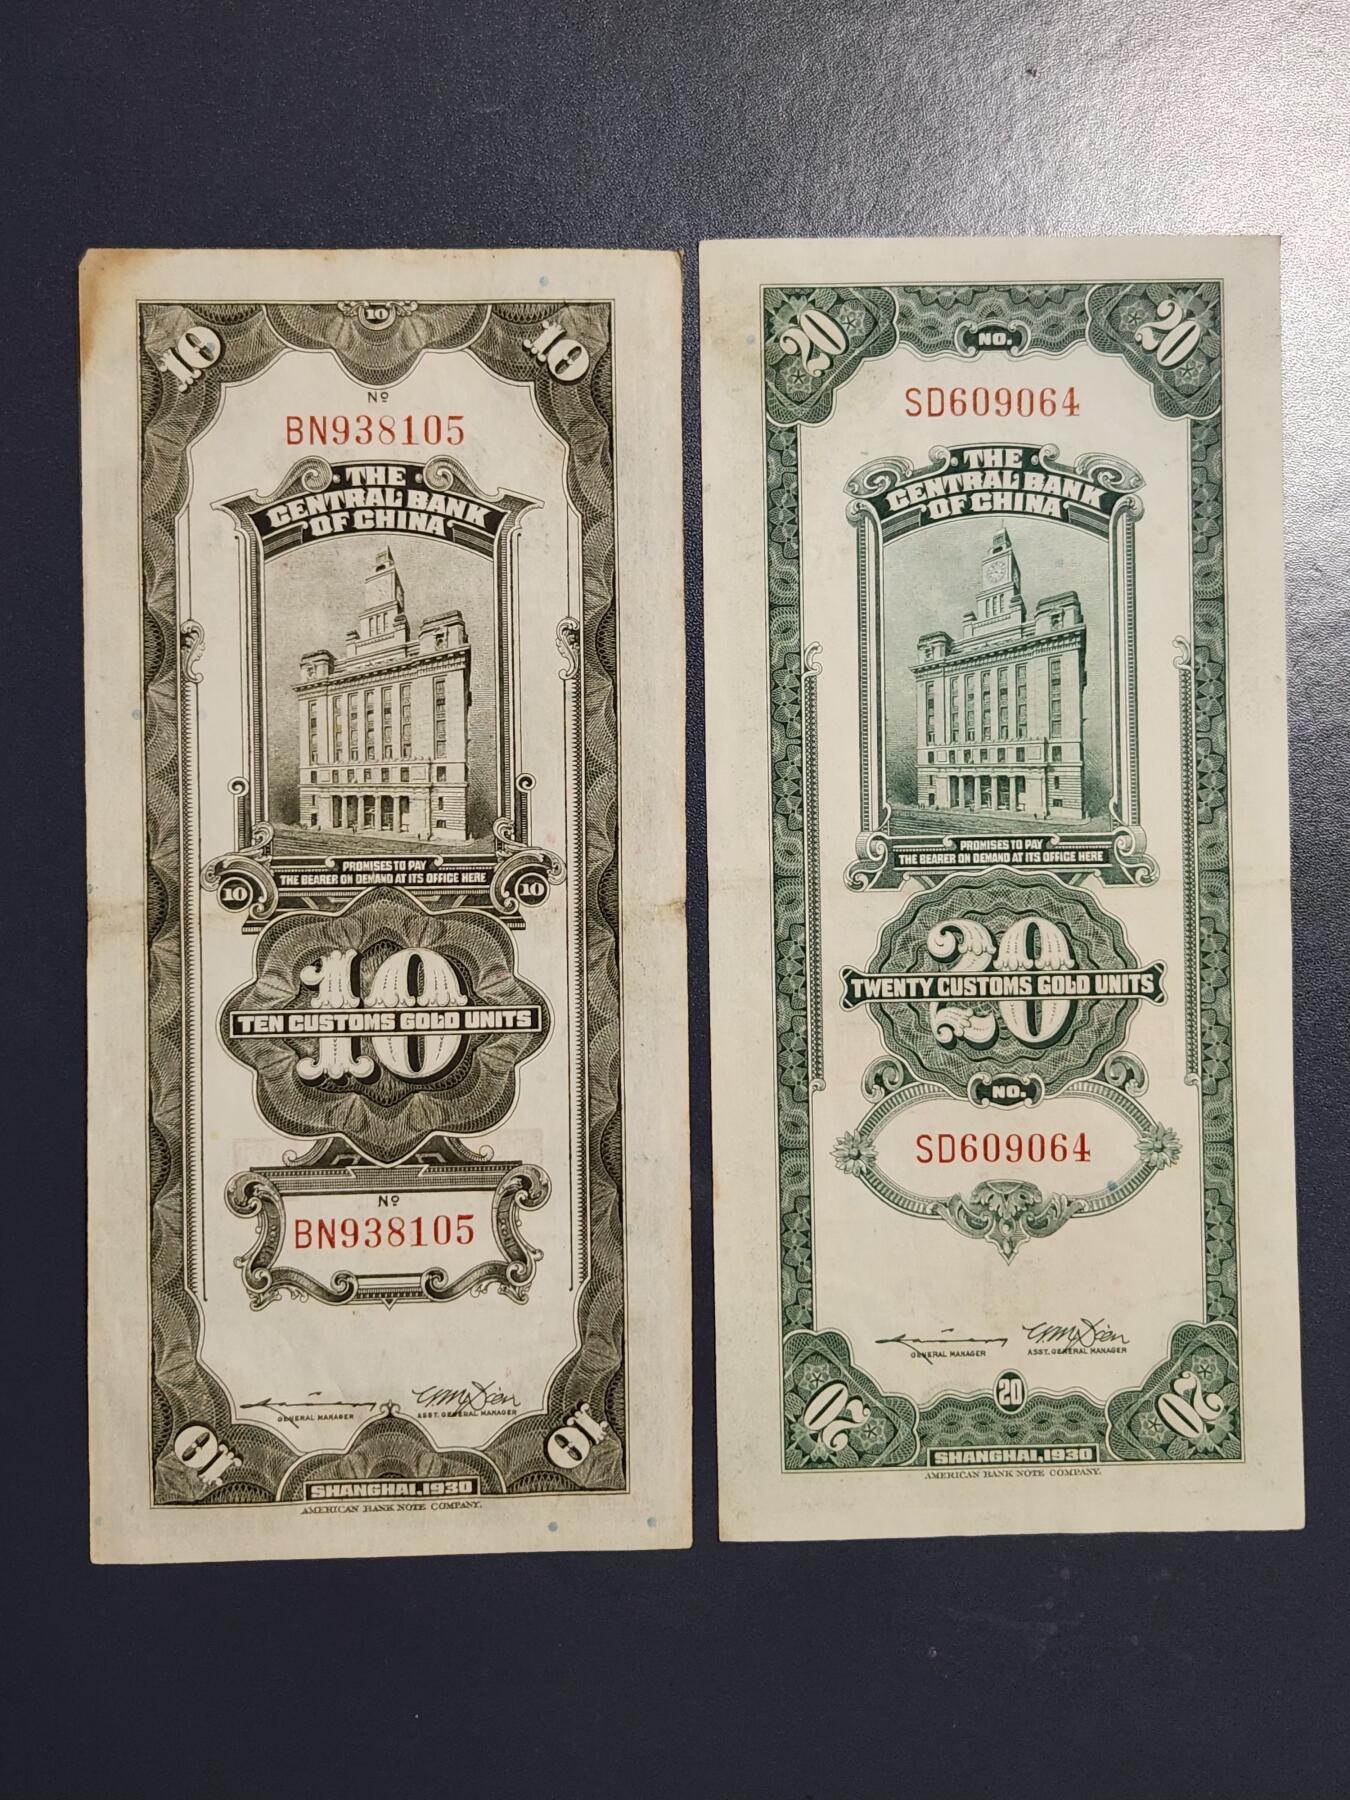 10
10
10
Nº
BN938105
THE
CENTRAL BANK
OF CHINA
PROMISES TO PAY
THE BEARER ON DEMAND AT ITS OFFICE HERE
10
10
10
TEN CUSTOMS GOLD UNITS
Nº
BN938105
GENERAL MANAGER
ASST. GENERAL MANAGER
10
10
SHANGHAI, 1930
AMERICAN BANK NOTE COMPANY.
20
20
NO.
SD609064
THE
CENTRAL BANK
OF CHINA
PROMISES TO PAY
THE BEARER ON DEMAND AT ITS OFFICE HERE
20
TWENTY CUSTOMS GOLD UNITS
NO.
SD609064
GENERAL MANAGER
ASST. GENERAL MANAGER
20
20
20
SHANGHAI, 1930
AMERICAN BANK NOTE COMPANY.